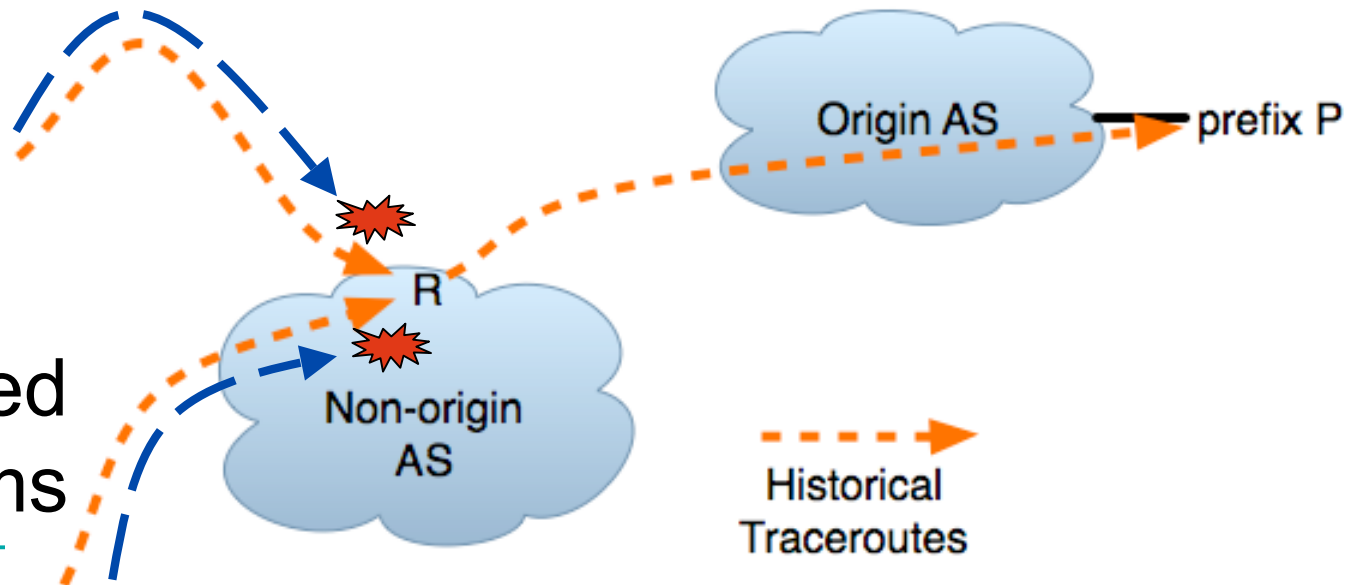 Origin AS
prefix P
R
Non-origin
AS
Historical
Traceroutes